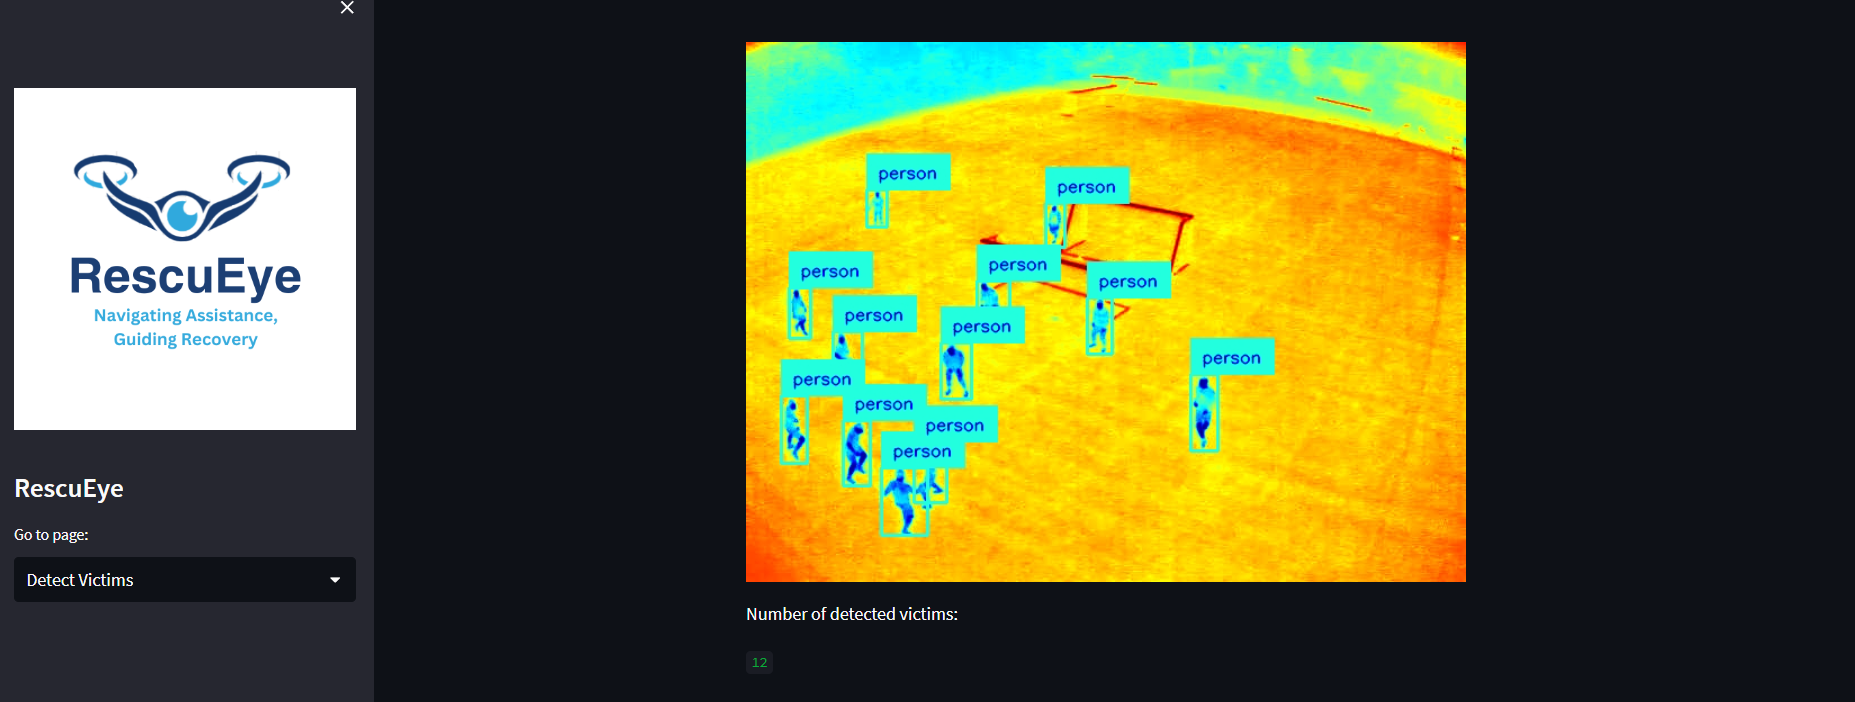 RescuEye
Navigating Assistance,
Guiding Recovery
RescuEye
Go to page:
Detect Victims
person
person
person
person
person
person
person
person
person
person
person
person
Number of detected victims:
12